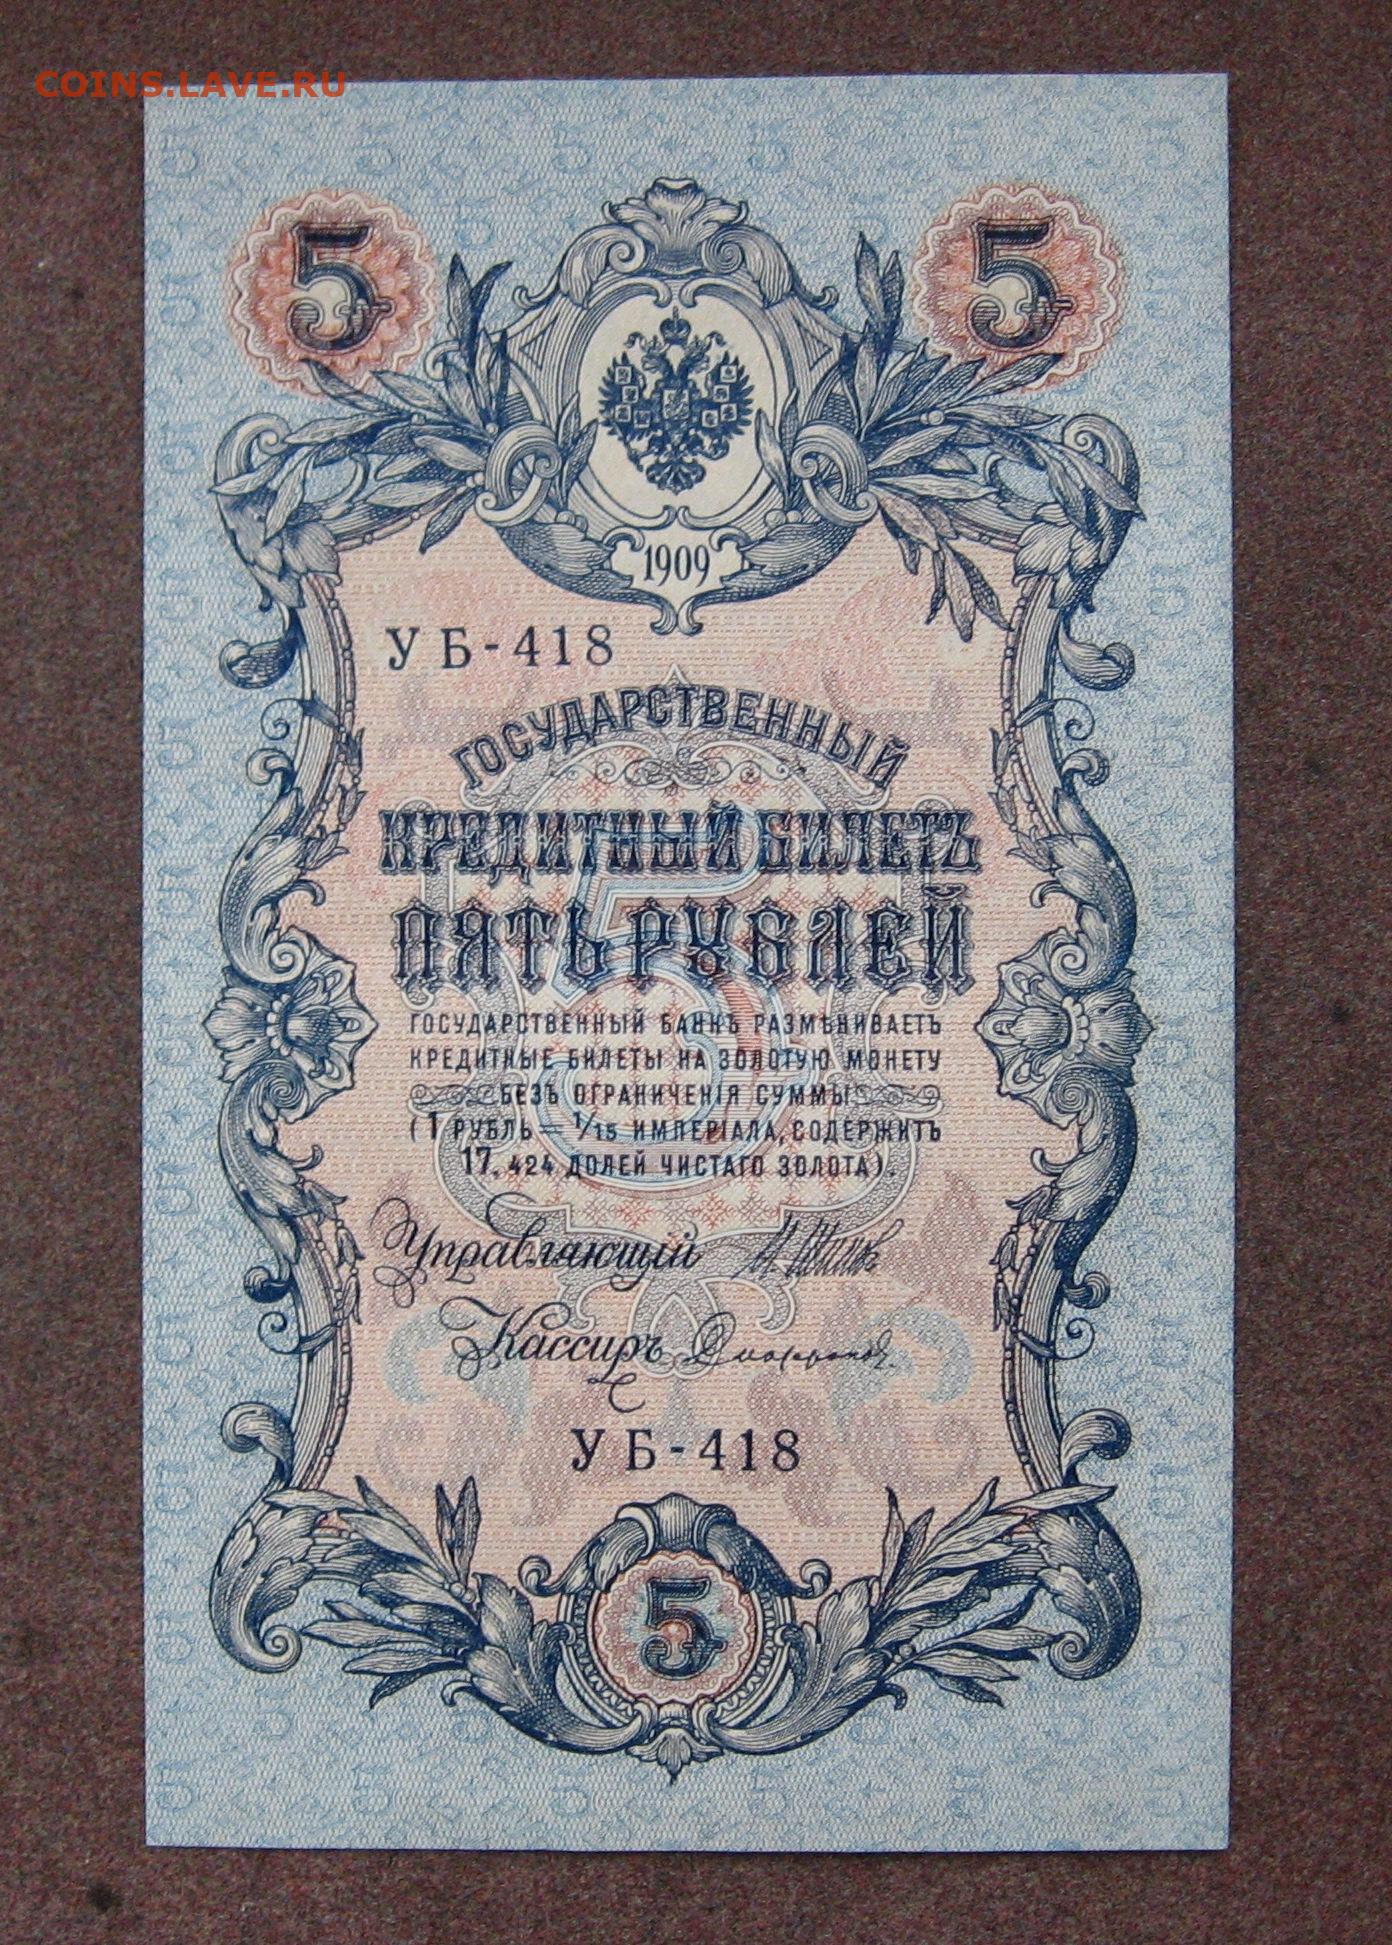 COINS.LAVE.RU
5 5
1909
УБ-418
ГОСУДАРСТВЕННЫЙ
КРЕДИТНЫЙ БИЛЕТЪ
ПЯТЬ РУБЛЕЙ
5
ГОСУДАРСТВЕННЫЙ БАНКЪ РАЗМѢНИВАЕТЪ
КРЕДИТНЫЕ БИЛЕТЫ НА ЗОЛОТУЮ МОНЕТУ
БЕЗЪ ОГРАНИЧЕНІЯ СУММЫ
(1 РУБЛЬ = 1/15 ИМПЕРІАЛА, СОДЕРЖИТЪ
17,424 ДОЛЕЙ ЧИСТАГО ЗОЛОТА).
Управляющій
Кассиръ
УБ-418
5